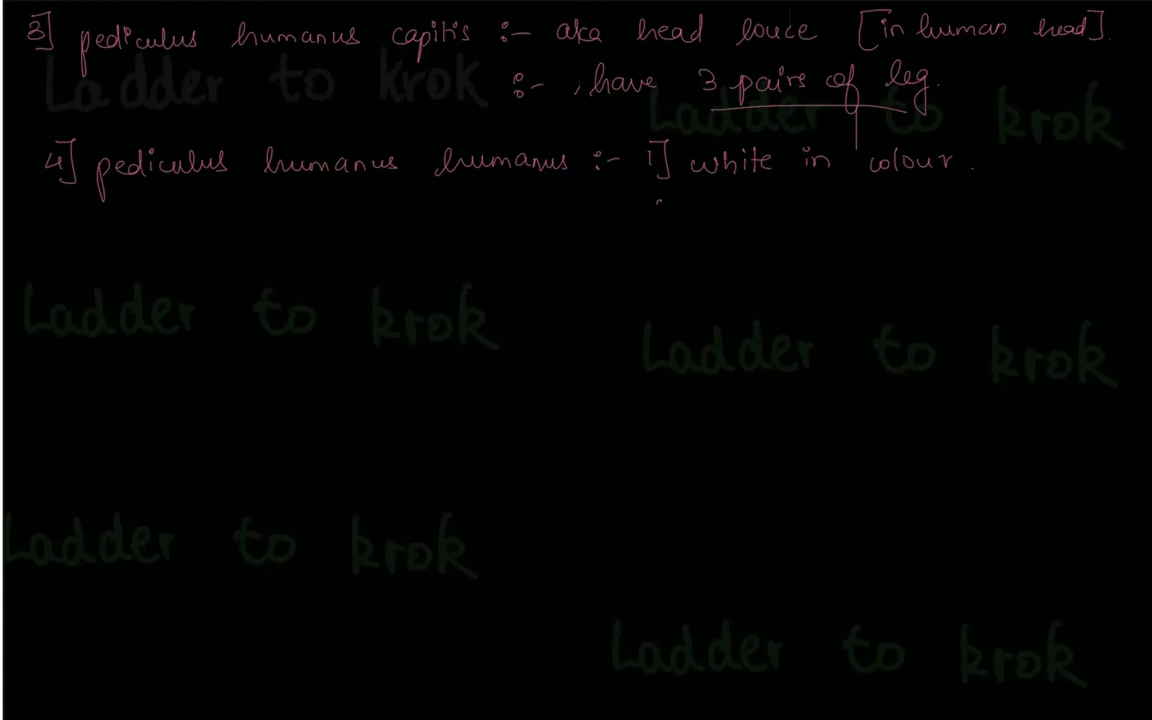 3] pediculus humanus capitis :- aka head louice [in human head].
Ladder to krok
:- , have 3 pairs of leg.
Ladder to krok
4] pediculus humanus humanus :- 1] white in colour.
Ladder to krok
Ladder to krok
Ladder to krok
Ladder to krok